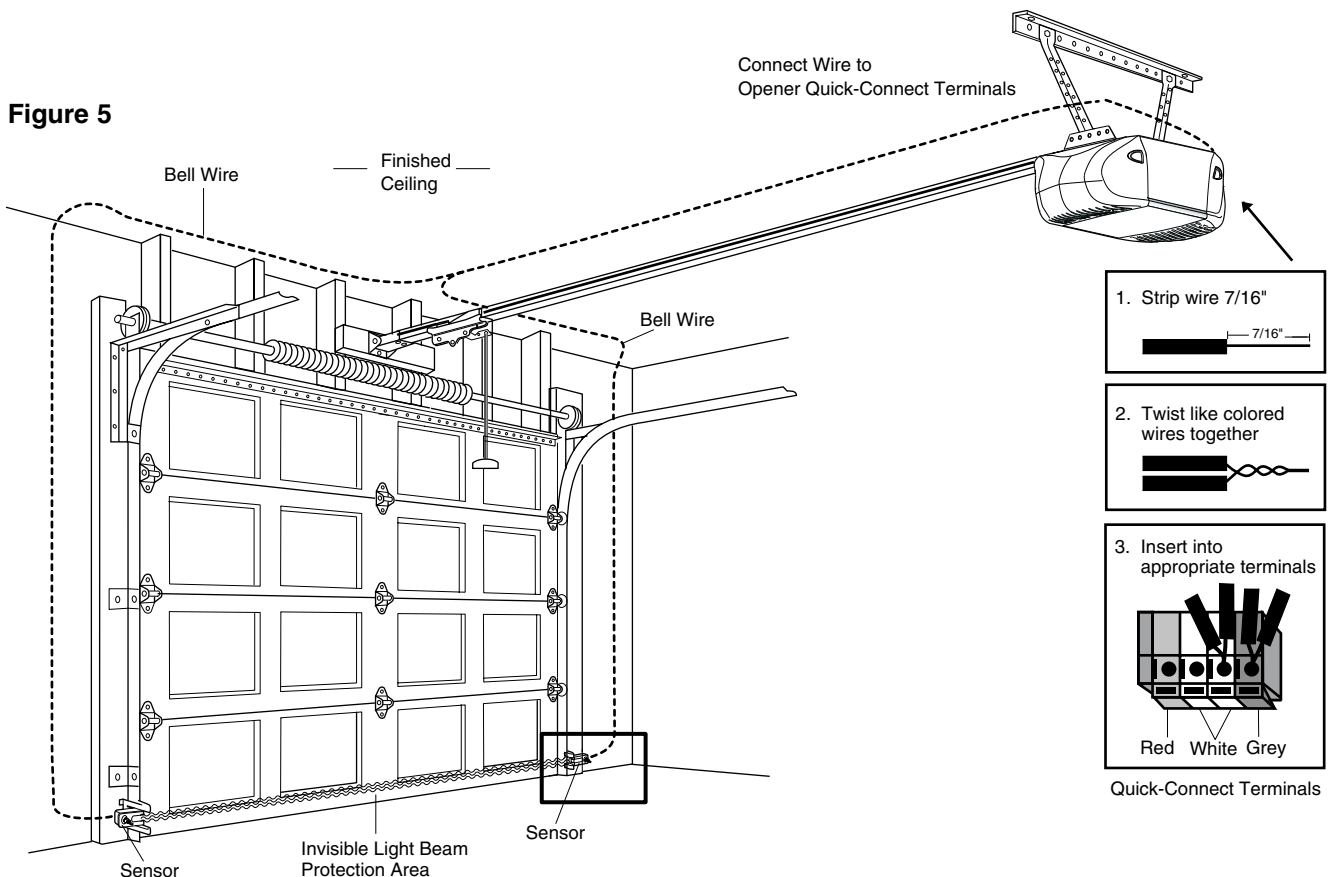 Figure 5
Connect Wire to
Opener Quick-Connect Terminals
Finished
Ceiling
Bell Wire
Bell Wire
1. Strip wire 7/16"
7/16"
2. Twist like colored
wires together
3. Insert into
appropriate terminals
Red White Grey
Quick-Connect Terminals
Sensor
Invisible Light Beam
Protection Area
Sensor